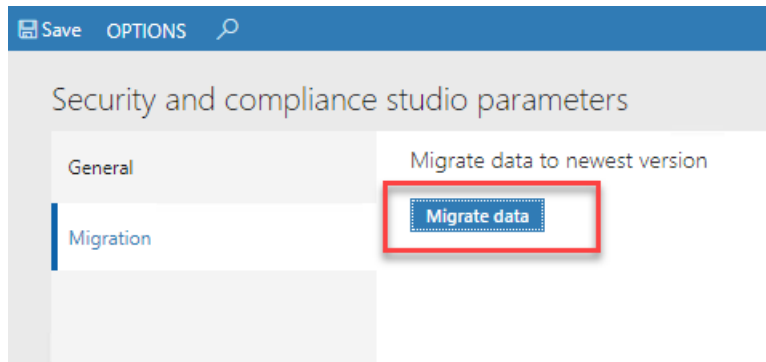 Save OPTIONS
Security and compliance studio parameters
General
Migration
Migrate data to newest version
Migrate data